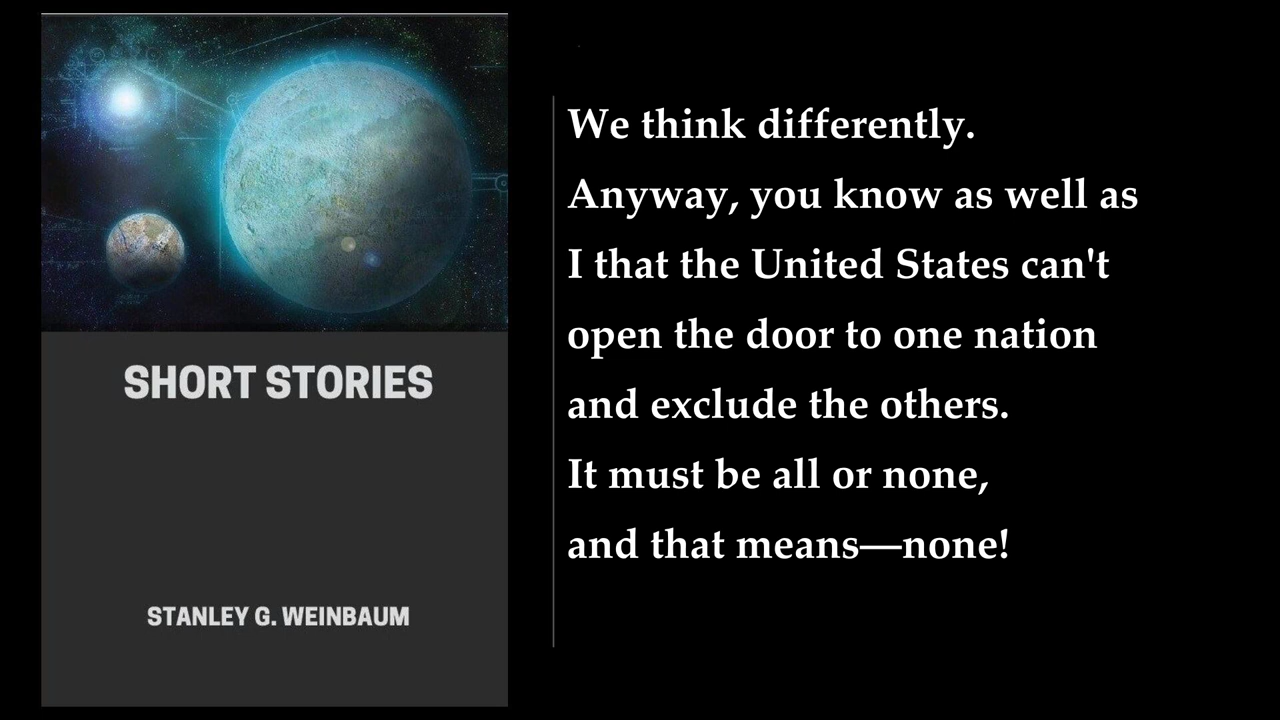 SHORT STORIES
STANLEY G. WEINBAUM
We think differently.
Anyway, you know as well as
I that the United States can't
open the door to one nation
and exclude the others.
It must be all or none,
and that means—none!